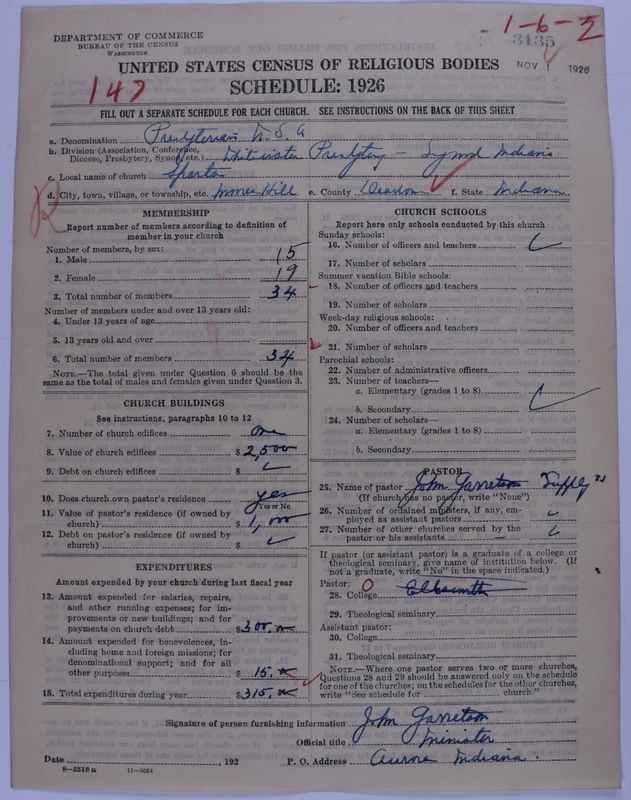 DEPARTMENT OF COMMERCE
BUREAU OF THE CENSUS
WASHINGTON
1-6-2
3135
NOV 1 1926
UNITED STATES CENSUS OF RELIGIOUS BODIES
147
SCHEDULE: 1926
FILL OUT A SEPARATE SCHEDULE FOR EACH CHURCH. SEE INSTRUCTIONS ON THE BACK OF THIS SHEET
a. Denomination Presbyterian U.S.A
b. Division (Association, Conference, Diocese, Presbytery, Synod, etc.) Whitewater Presbytery - Synod Indiana
c. Local name of church Sparta
d. City, town, village, or township, etc. Moores Hill e. County Dearborn f. State Indiana
MEMBERSHIP
Report number of members according to definition of
member in your church
Number of members, by sex:
1. Male 15
2. Female 19
3. Total number of members 34
Number of members under and over 13 years old:
4. Under 13 years of age
5. 13 years old and over
6. Total number of members 34
NOTE.—The total given under Question 6 should be the
same as the total of males and females given under Question 3.
CHURCH BUILDINGS
See instructions, paragraphs 10 to 12
7. Number of church edifices one
8. Value of church edifices $ 2,500
9. Debt on church edifices $
10. Does church own pastor's residence yes
Yes or No
11. Value of pastor's residence (if owned by
church) $ 1,000
12. Debt on pastor's residence (if owned by
church) $
EXPENDITURES
Amount expended by church during last fiscal year
13. Amount expended for salaries, repairs,
and other running expenses; for im-
provements or new buildings; and for
payments on church debt $ 300.00
14. Amount expended for benevolences, in-
cluding home and foreign missions; for
denominational support; and for all
other purposes $ 15.00
15. Total expenditures during year $ 315.00
CHURCH SCHOOLS
Report here only schools conducted by this church
Sunday schools:
16. Number of officers and teachers
17. Number of scholars
Summer vacation Bible schools:
18. Number of officers and teachers
19. Number of scholars
Week-day religious schools:
20. Number of officers and teachers
21. Number of scholars
Parochial schools:
22. Number of administrative officers
23. Number of teachers—
a. Elementary (grades 1 to 8)
b. Secondary
24. Number of scholars—
a. Elementary (grades 1 to 8)
b. Secondary
PASTOR
25. Name of pastor John Garretson Supply
(If church has no pastor, write "None")
26. Number of ordained ministers, if any, em-
ployed as assistant pastors
27. Number of other churches served by the
pastor or his assistants
If pastor (or assistant pastor) is a graduate of a college or
theological seminary, give name of institution below. (If
not a graduate, write "No" in the space indicated.)
Pastor: O
28. College
29. Theological seminary
Assistant pastor:
30. College
31. Theological seminary
NOTE.—Where one pastor serves two or more churches,
Questions 28 and 29 should be answered only on the schedule
for one of the churches; on the schedules for the other churches,
write "See schedule for church."
Signature of person furnishing information John Garretson
Official title Minister
Date , 192 P. O. Address Aurora Indiana.
8-5518a 11-5054